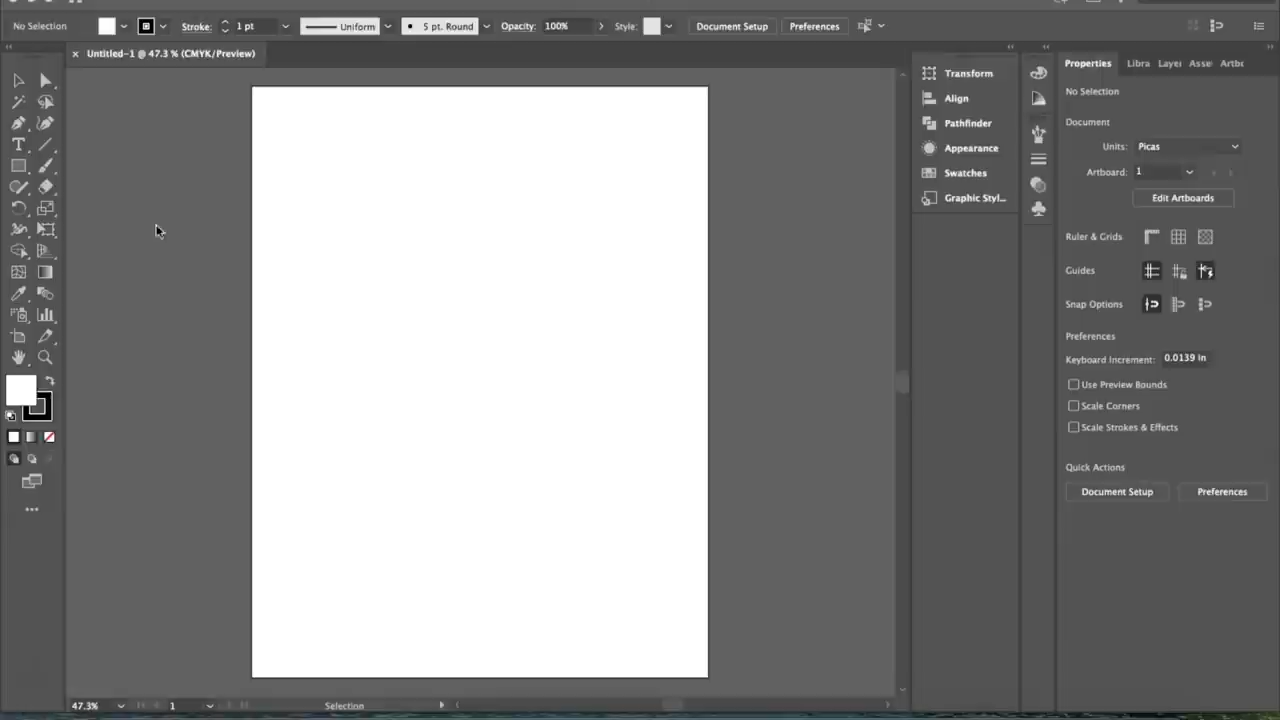 No Selection
Stroke:
1 pt
Uniform
5 pt. Round
Opacity:
100%
Style:
Document Setup
Preferences
× Untitled-1 @ 47.3 % (CMYK/Preview)
Transform
Align
Pathfinder
Appearance
Swatches
Graphic Styl...
Properties
Libra
Layei
Asse
Artbc
No Selection
Document
Units:
Picas
Artboard:
1
Edit Artboards
Ruler & Grids
Guides
Snap Options
Preferences
Keyboard Increment:
0.0139 in
Use Preview Bounds
Scale Corners
Scale Strokes & Effects
Quick Actions
Document Setup
Preferences
47.3%
1
Selection